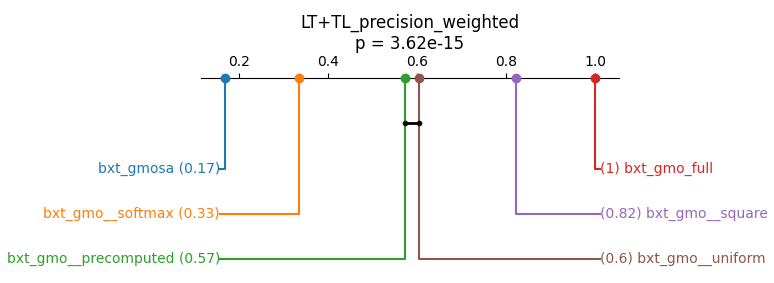 LT+TL_precision_weighted
p = 3.62e-15
0.2 0.4 0.6 0.8 1.0
bxt_gmosa (0.17) (1) bxt_gmo_full
bxt_gmo__softmax (0.33) (0.82) bxt_gmo__square
bxt_gmo__precomputed (0.57) (0.6) bxt_gmo__uniform